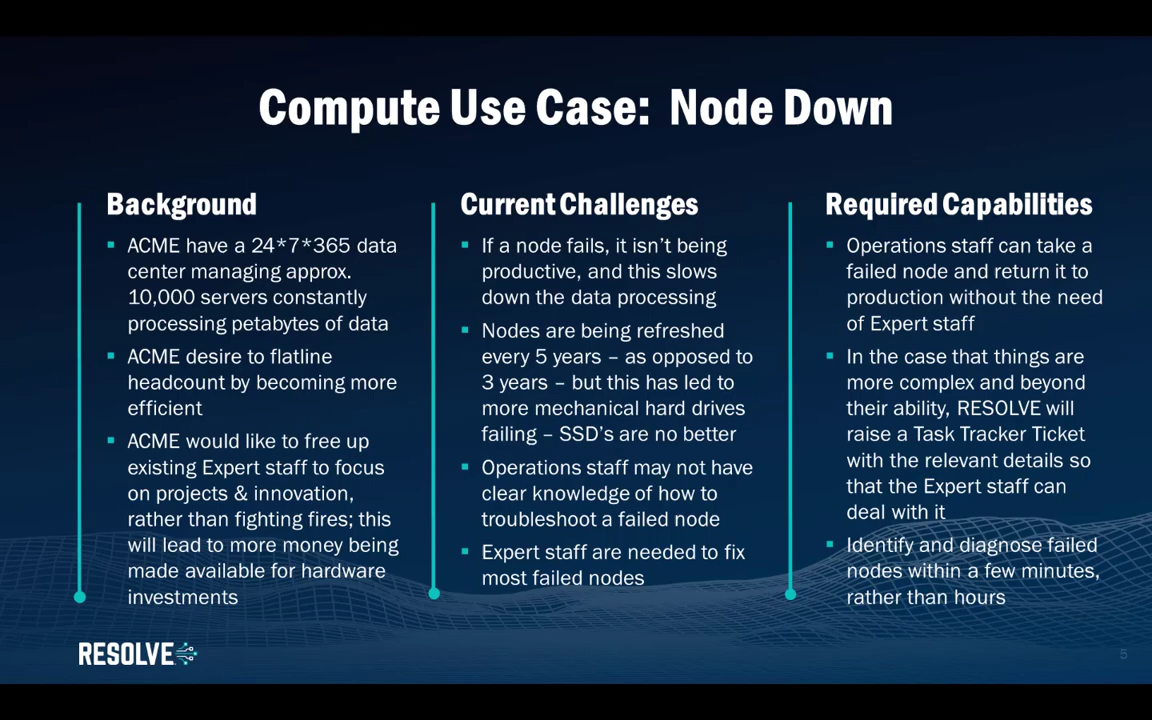 Compute Use Case: Node Down
Background
▪ ACME have a 24*7*365 data
center managing approx.
10,000 servers constantly
processing petabytes of data
▪ ACME desire to flatline
headcount by becoming more
efficient
▪ ACME would like to free up
existing Expert staff to focus
on projects & innovation,
rather than fighting fires; this
will lead to more money being
made available for hardware
investments
Current Challenges
▪ If a node fails, it isn’t being
productive, and this slows
down the data processing
▪ Nodes are being refreshed
every 5 years – as opposed to
3 years – but this has led to
more mechanical hard drives
failing – SSD’s are no better
▪ Operations staff may not have
clear knowledge of how to
troubleshoot a failed node
▪ Expert staff are needed to fix
most failed nodes
Required Capabilities
▪ Operations staff can take a
failed node and return it to
production without the need
of Expert staff
▪ In the case that things are
more complex and beyond
their ability, RESOLVE will
raise a Task Tracker Ticket
with the relevant details so
that the Expert staff can
deal with it
▪ Identify and diagnose failed
nodes within a few minutes,
rather than hours
RESOLVE
5